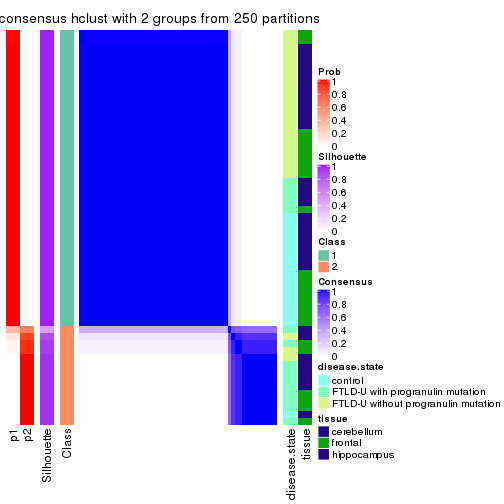 consensus hclust with 2 groups from 250 partitions
Prob
1
0.8
0.6
0.4
0.2
0
Silhouette
1
0.8
0.6
0.4
0.2
0
Class
1
2
Consensus
1
0.8
0.6
0.4
0.2
0
disease.state
control
FTLD-U with progranulin mutation
FTLD-U without progranulin mutation
tissue
cerebellum
frontal
hippocampus
p1
p2
Silhouette
Class
disease.state
tissue